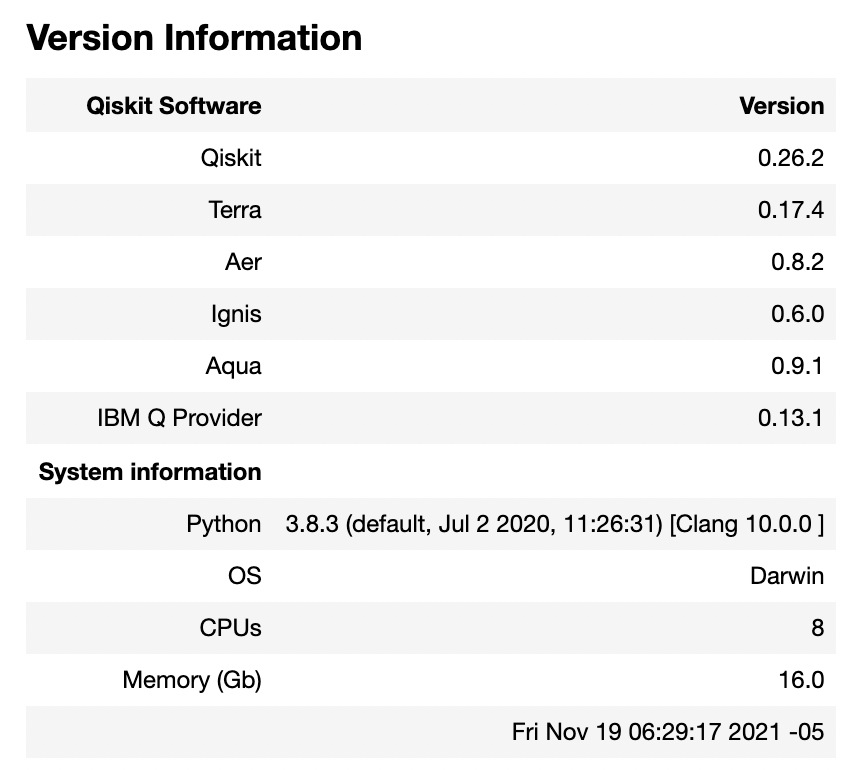 Version Information
Qiskit Software Version
Qiskit 0.26.2
Terra 0.17.4
Aer 0.8.2
Ignis 0.6.0
Aqua 0.9.1
IBM Q Provider 0.13.1
System information
Python 3.8.3 (default, Jul 2 2020, 11:26:31) [Clang 10.0.0 ]
OS Darwin
CPUs 8
Memory (Gb) 16.0
Fri Nov 19 06:29:17 2021 -05